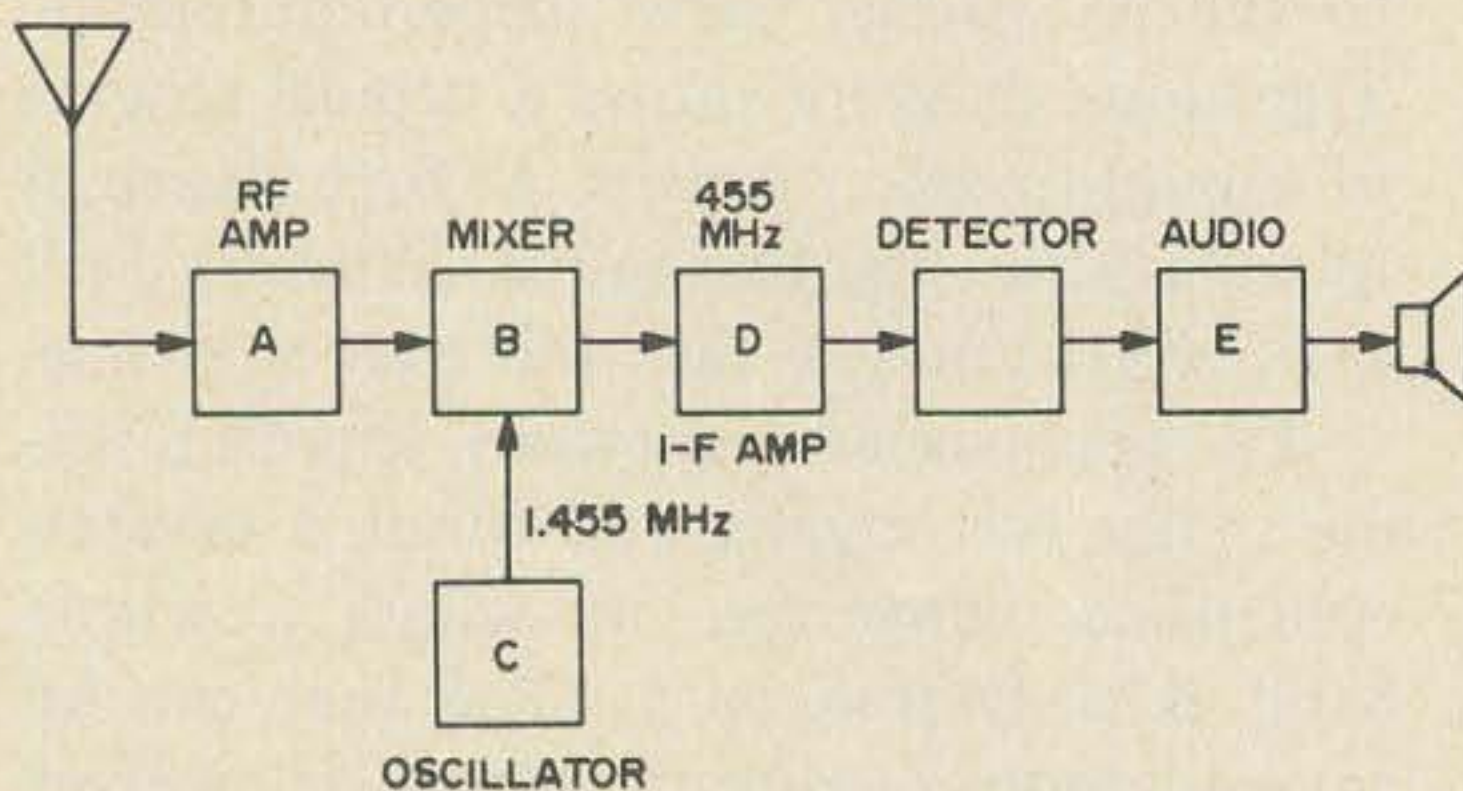 RF
AMP
MIXER
455
MHz
DETECTOR
AUDIO
A
B
D
E
I-F AMP
1.455 MHz
C
OSCILLATOR